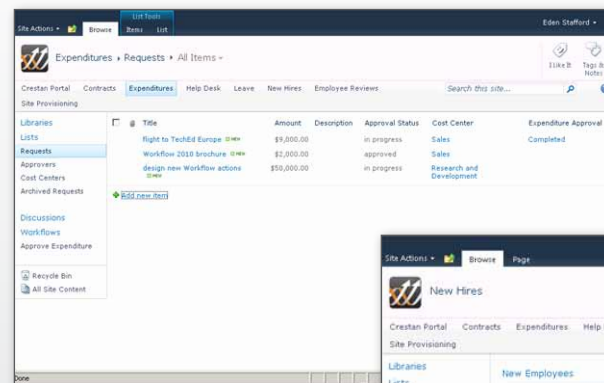 List Tools
Eden Stafford
Site Actions
Browse
Items List
Expenditures Requests All Items
I Like It
Tags & Notes
Crestan Portal Contracts Expenditures Help Desk Leave New Hires Employee Reviews
Search this site...
Site Provisioning
Libraries
Lists
Requests
Approvers
Cost Centers
Archived Requests
Discussions
Workflows
Approve Expenditure
Recycle Bin
All Site Content
Title Amount Description Approval Status Cost Center Expenditure Approval
flight to TechEd Europe NEW $9,000.00 in progress Sales Completed
Workflow 2010 brochure NEW $2,000.00 approved Sales
design new Workflow actions $50,000.00 in progress Research and
NEW Development
Add new item
Done
Site Actions Browse Page
New Hires
Crestan Portal Contracts Expenditures Help
Site Provisioning
Libraries
Lists
New Employees